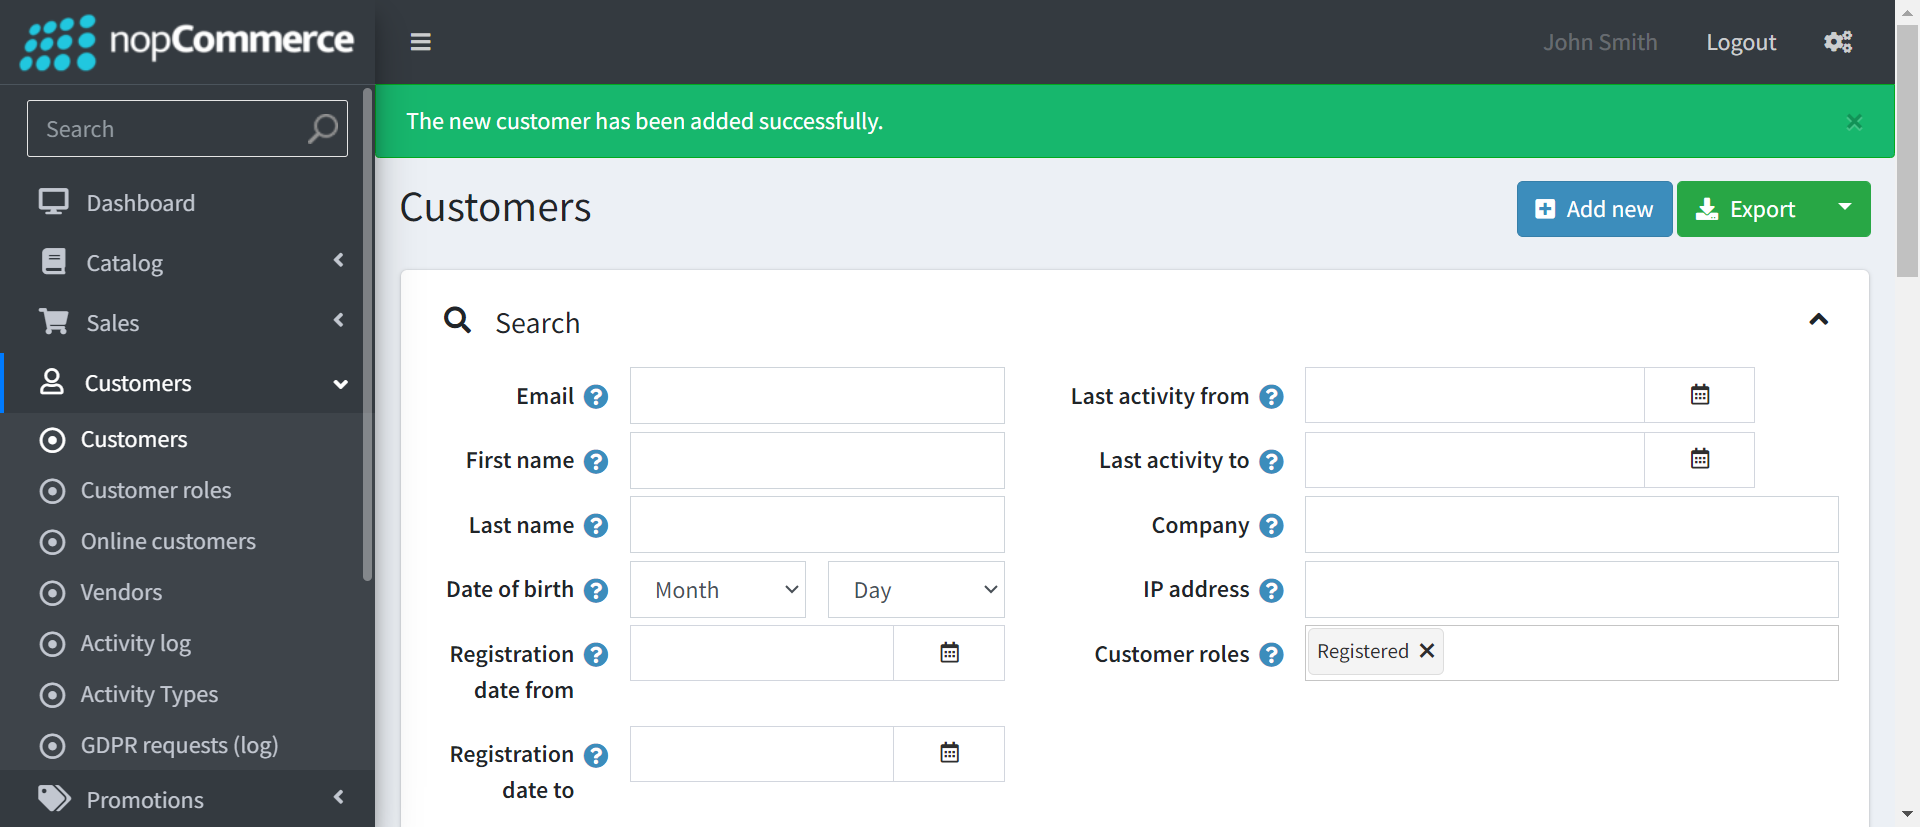 nopCommerce
John Smith
Logout
Search
The new customer has been added successfully.
×
Dashboard
Catalog
Sales
Customers
Customers
Customer roles
Online customers
Vendors
Activity log
Activity Types
GDPR requests (log)
Promotions
Customers
Add new
Export
Search
Email
First name
Last name
Date of birth
Month
Day
Registration
date from
Registration
date to
Last activity from
Last activity to
Company
IP address
Customer roles
Registered